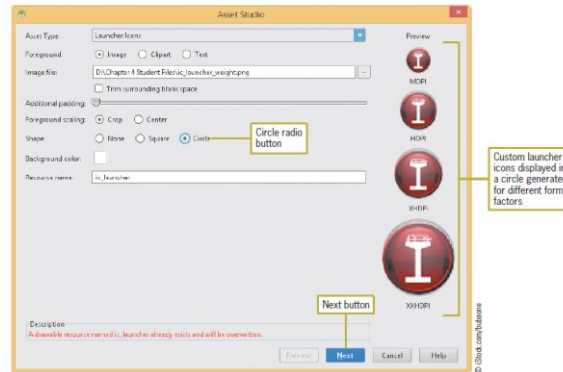 Asset Studio
Asset Type: Launcher Icons
Preview
Foreground: Image Clipart Text
Image file: D:\Chapter 4 Student Files\ic_launcher_weight.png ...
MDPI
Trim surrounding blank space
Additional padding:
Foreground scaling: Crop Center
Shape: None Square Circle
Circle radio
button
HDPI
Background color:
Resource name: ic_launcher
Custom launcher
icons displayed in
a circle generated
for different form
factors
XHDPI
XXHDPI
Next button
Description
A drawable resource named ic_launcher already exists and will be overwritten.
Previous Next Cancel Help